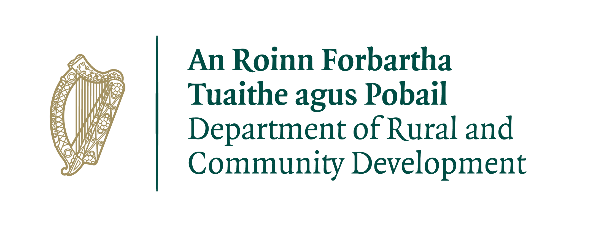 An Roinn Forbartha
Tuaithe agus Pobail
Department of Rural and
Community Development